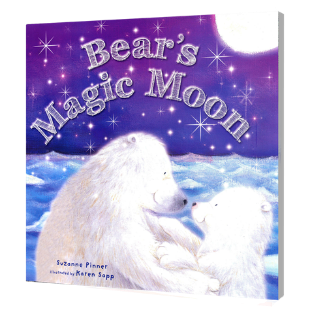 Bear's
Magic Moon
Suzanne Pinner
illustrated by Karen Sapp